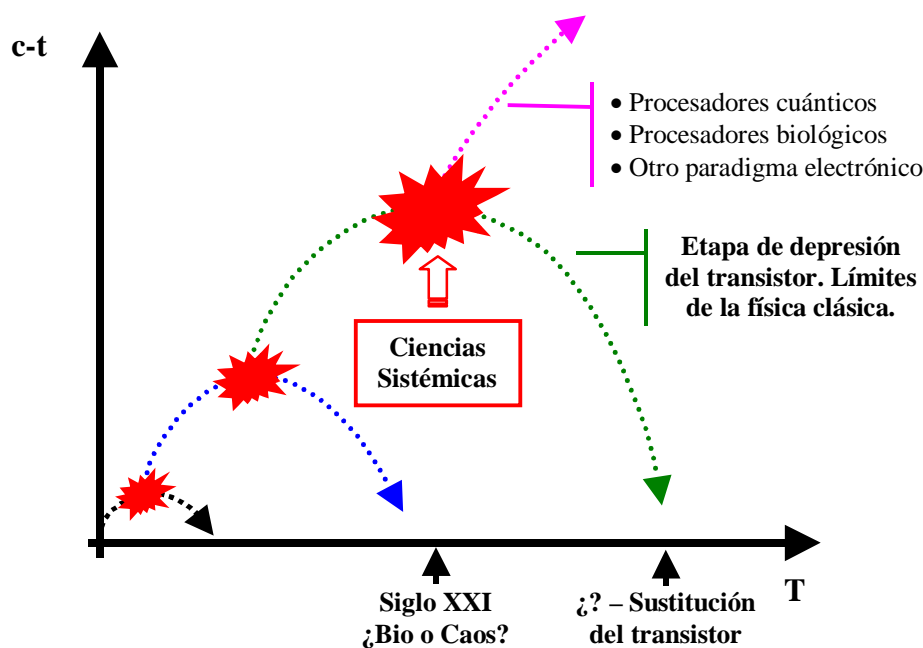 c-t
• Procesadores cuánticos
• Procesadores biológicos
• Otro paradigma electrónico
Etapa de depresión
del transistor. Límites
de la física clásica.
Ciencias
Sistémicas
T
Siglo XXI
¿Bio o Caos?
¿? – Sustitución
del transistor